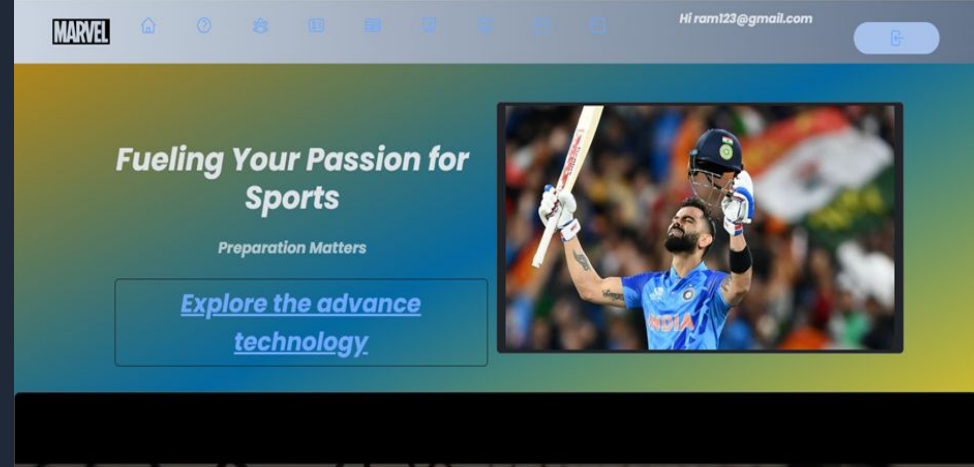 MARVEL
Hi ram123@gmail.com
Fueling Your Passion for
Sports
Preparation Matters
Explore the advance
technology
INDIA